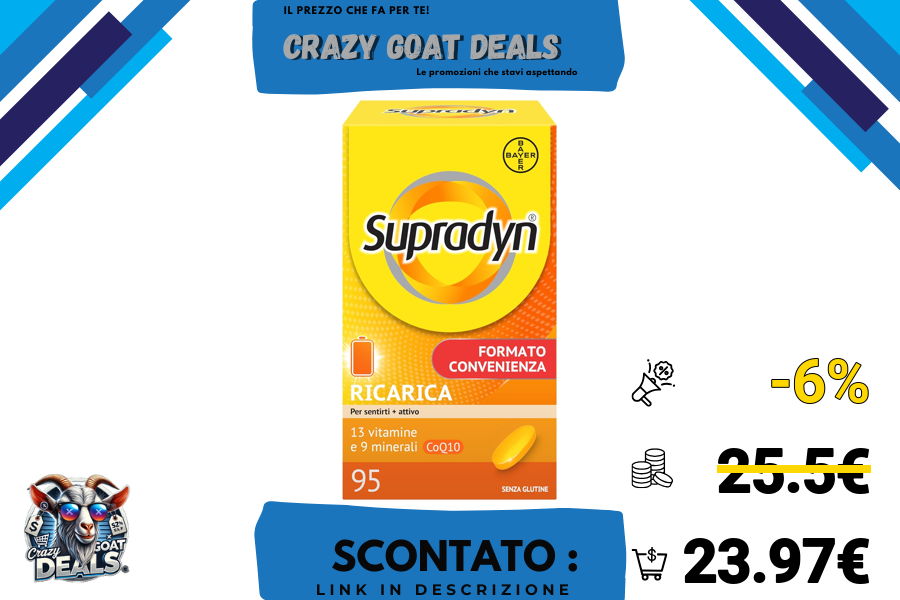 IL PREZZO CHE FA PER TE!
CRAZY GOAT DEALS
Le promozioni che stavi aspettando
Supradyn
BAYER
BAYER
Supradyn®
FORMATO
CONVENIENZA
RICARICA
Per sentirti + attivo
13 vitamine
e 9 minerali CoQ10
95
SENZA GLUTINE
-6%
25.5€
23.97€
$
Crazy
GOAT
DEALS
SCONTATO :
LINK IN DESCRIZIONE